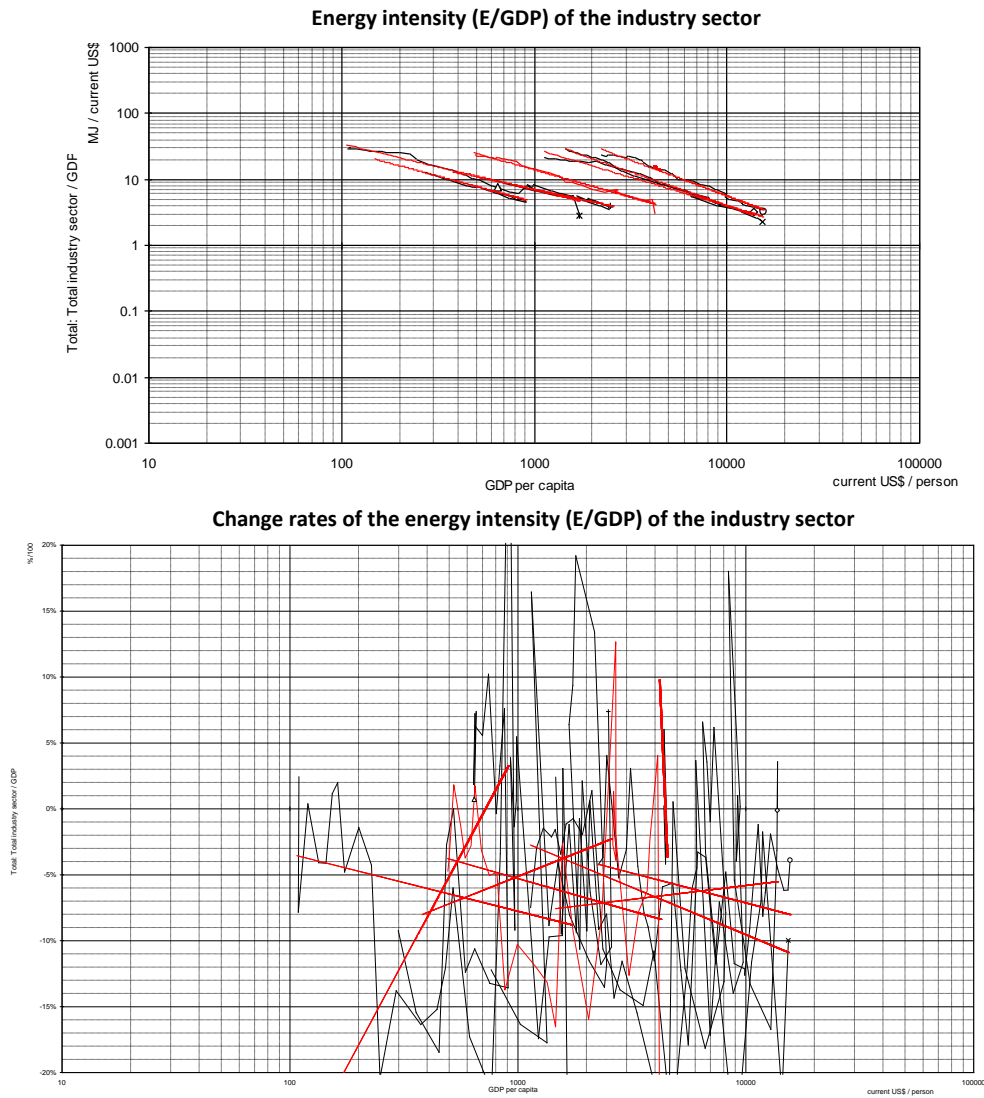 Energy intensity (E/GDP) of the industry sector
MJ / current US$
Total: Total industry sector / GDP
1000
100
10
1
0.1
0.01
0.001
10 100 1000 10000 100000
GDP per capita
current US$ / person
Change rates of the energy intensity (E/GDP) of the industry sector
%/100
Total: Total industry sector / GDP
20%
15%
10%
5%
0%
-5%
-10%
-15%
-20%
10 100 1000 10000 100000
GDP per capita
current US$ / person